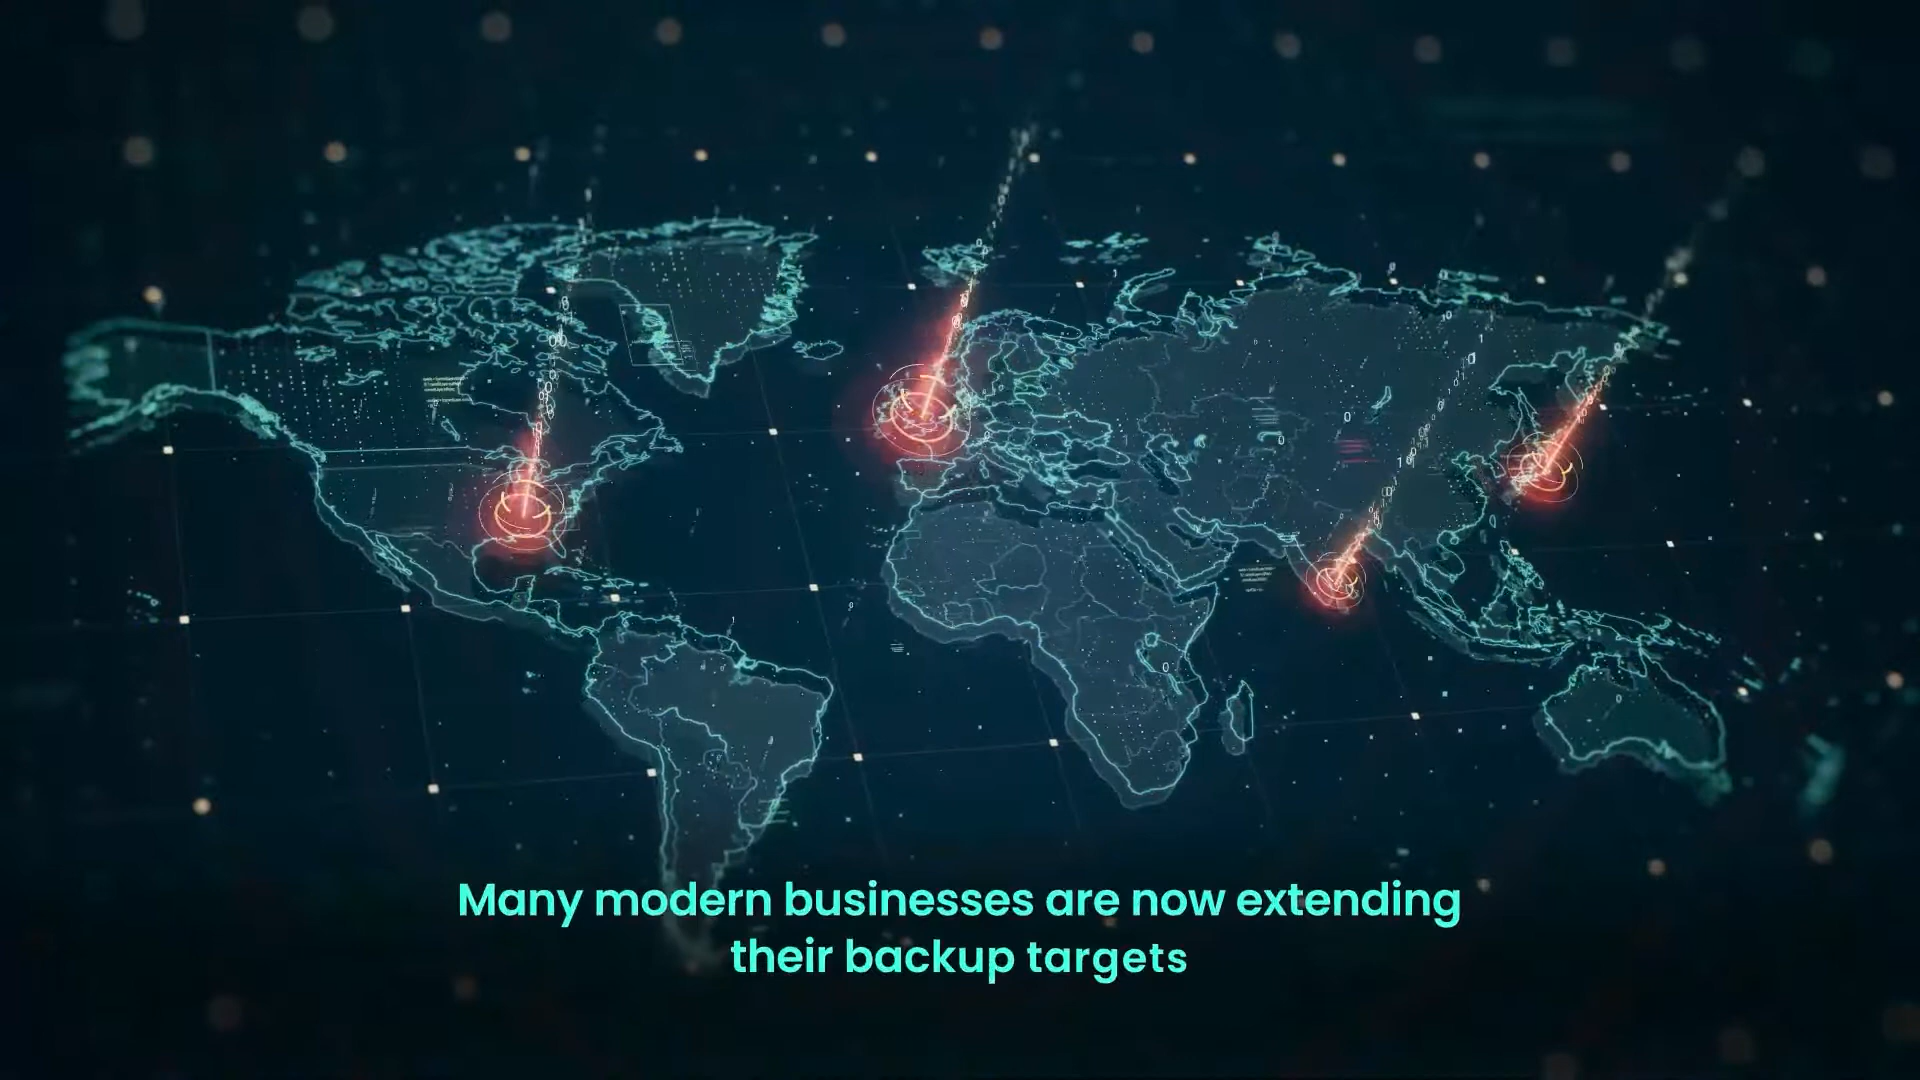 Many modern businesses are now extending
their backup targets